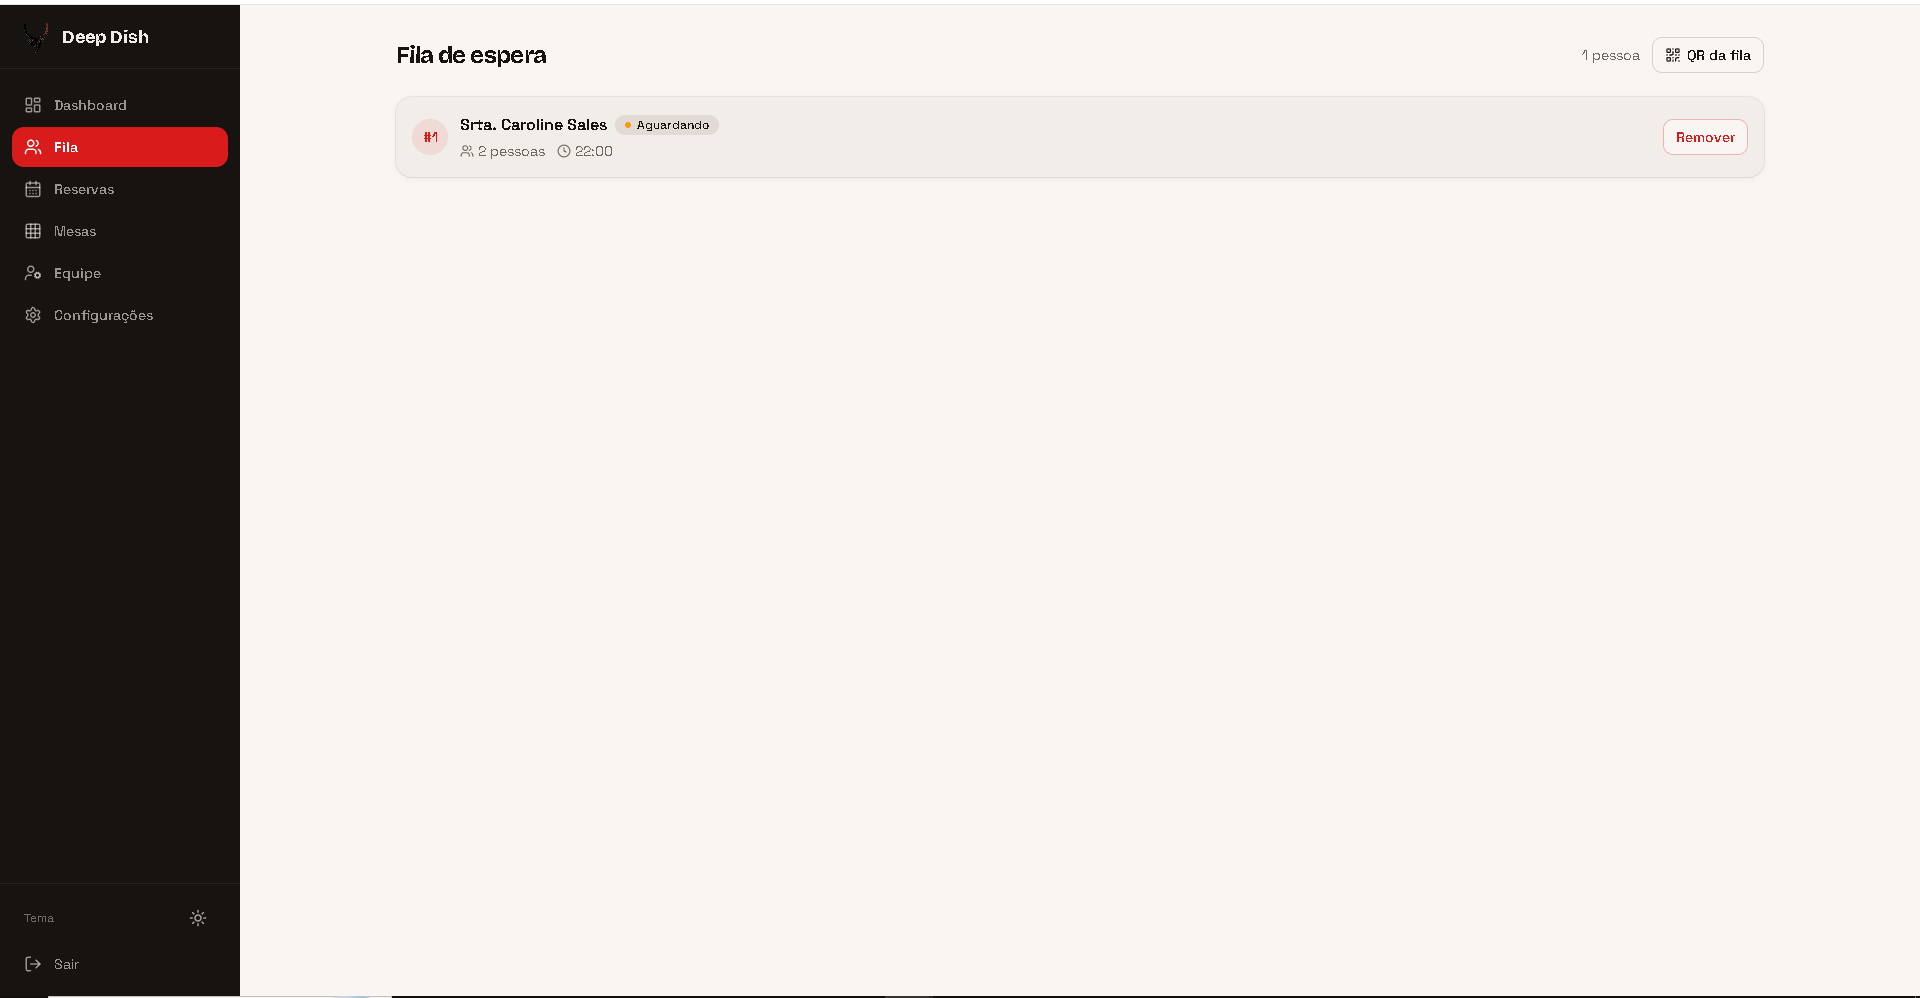 Deep Dish
Dashboard
Fila
Reservas
Mesas
Equipe
Configurações
Tema
Sair
Fila de espera
1 pessoa
QR da fila
#1
Srta. Caroline Sales
Aguardando
2 pessoas
22:00
Remover